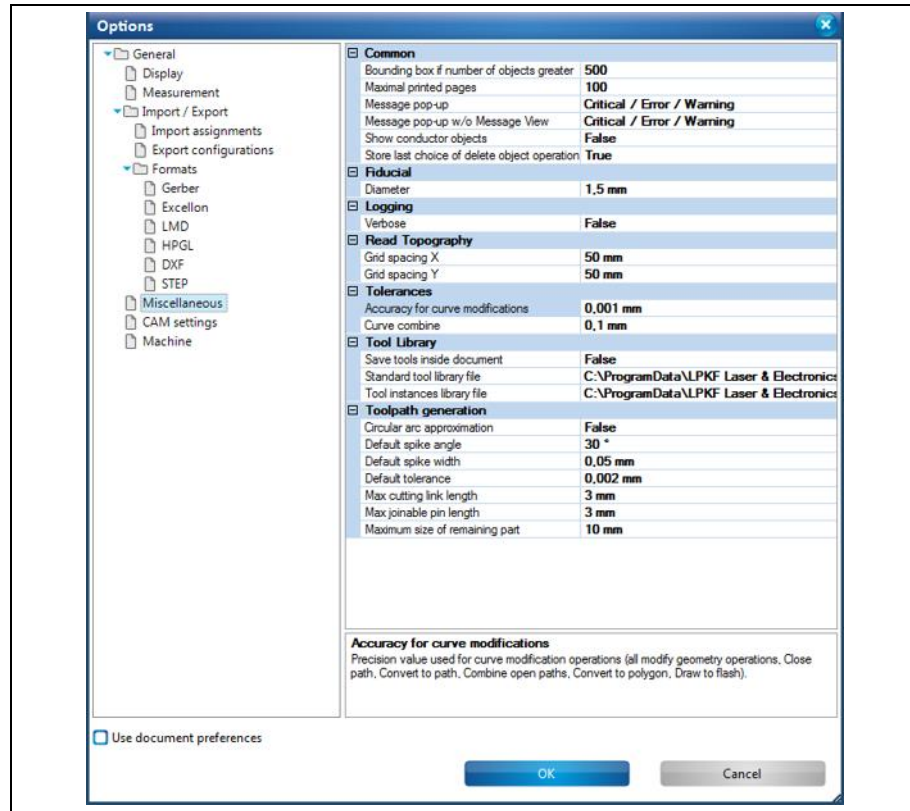 Options
General
Display
Measurement
Import / Export
Import assignments
Export configurations
Formats
Gerber
Excellon
LMD
HPGL
DXF
STEP
Miscellaneous
CAM settings
Machine
Common
Bounding box if number of objects greater 500
Maximal printed pages 100
Message pop-up Critical / Error / Warning
Message pop-up w/o Message View Critical / Error / Warning
Show conductor objects False
Store last choice of delete object operation True
Fiducial
Diameter 1,5 mm
Logging
Verbose False
Read Topography
Grid spacing X 50 mm
Grid spacing Y 50 mm
Tolerances
Accuracy for curve modifications 0,001 mm
Curve combine 0,1 mm
Tool Library
Save tools inside document False
Standard tool library file C:\ProgramData\LPKF Laser & Electronics
Tool instances library file C:\ProgramData\LPKF Laser & Electronics
Toolpath generation
Circular arc approximation False
Default spike angle 30 °
Default spike width 0,05 mm
Default tolerance 0,002 mm
Max cutting link length 3 mm
Max joinable pin length 3 mm
Maximum size of remaining part 10 mm
Accuracy for curve modifications
Precision value used for curve modification operations (all modify geometry operations, Close
path, Convert to path, Combine open paths, Convert to polygon, Draw to flash).
Use document preferences
OK Cancel